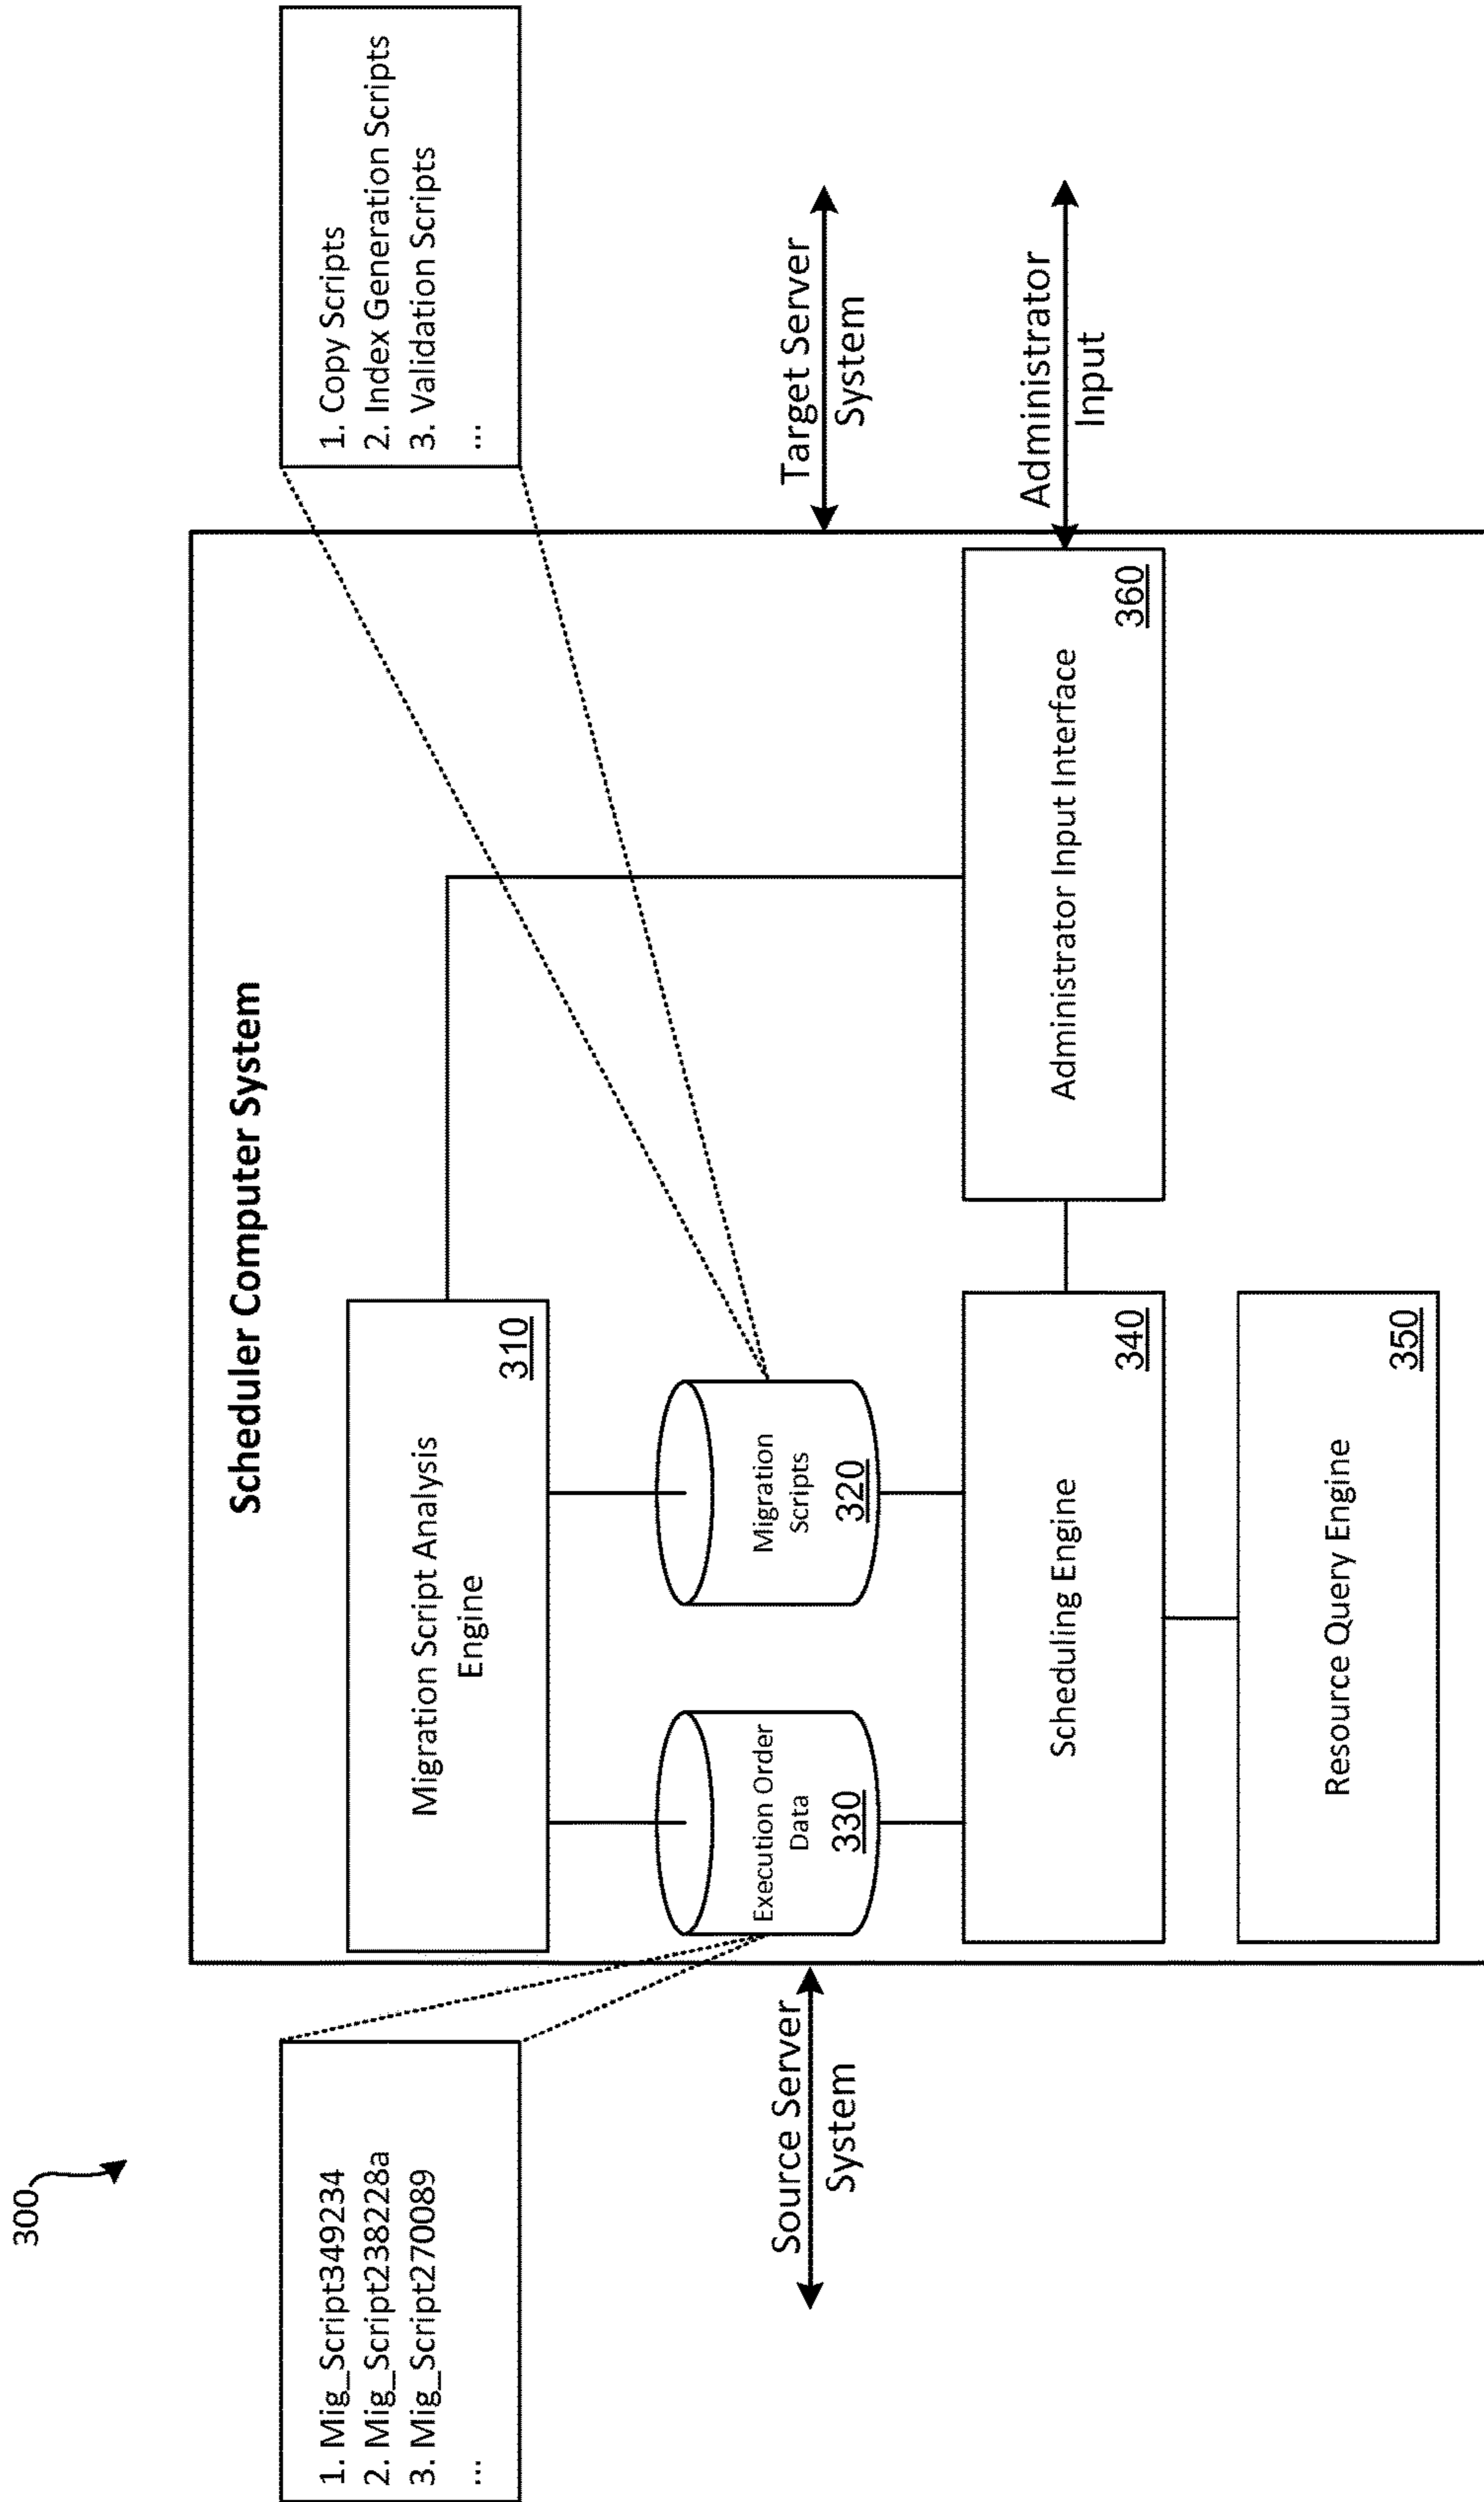 300
Scheduler Computer System
1. Mig_Script349234
2. Mig_Script238228a
3. Mig_Script270089
...
Migration Script Analysis
Engine
310
1. Copy Scripts
2. Index Generation Scripts
3. Validation Scripts
...
Execution Order
Data
330
Migration
Scripts
320
Source Server
System
Target Server
System
Scheduling Engine
340
Administrator Input Interface
360
Administrator
Input
Resource Query Engine
350